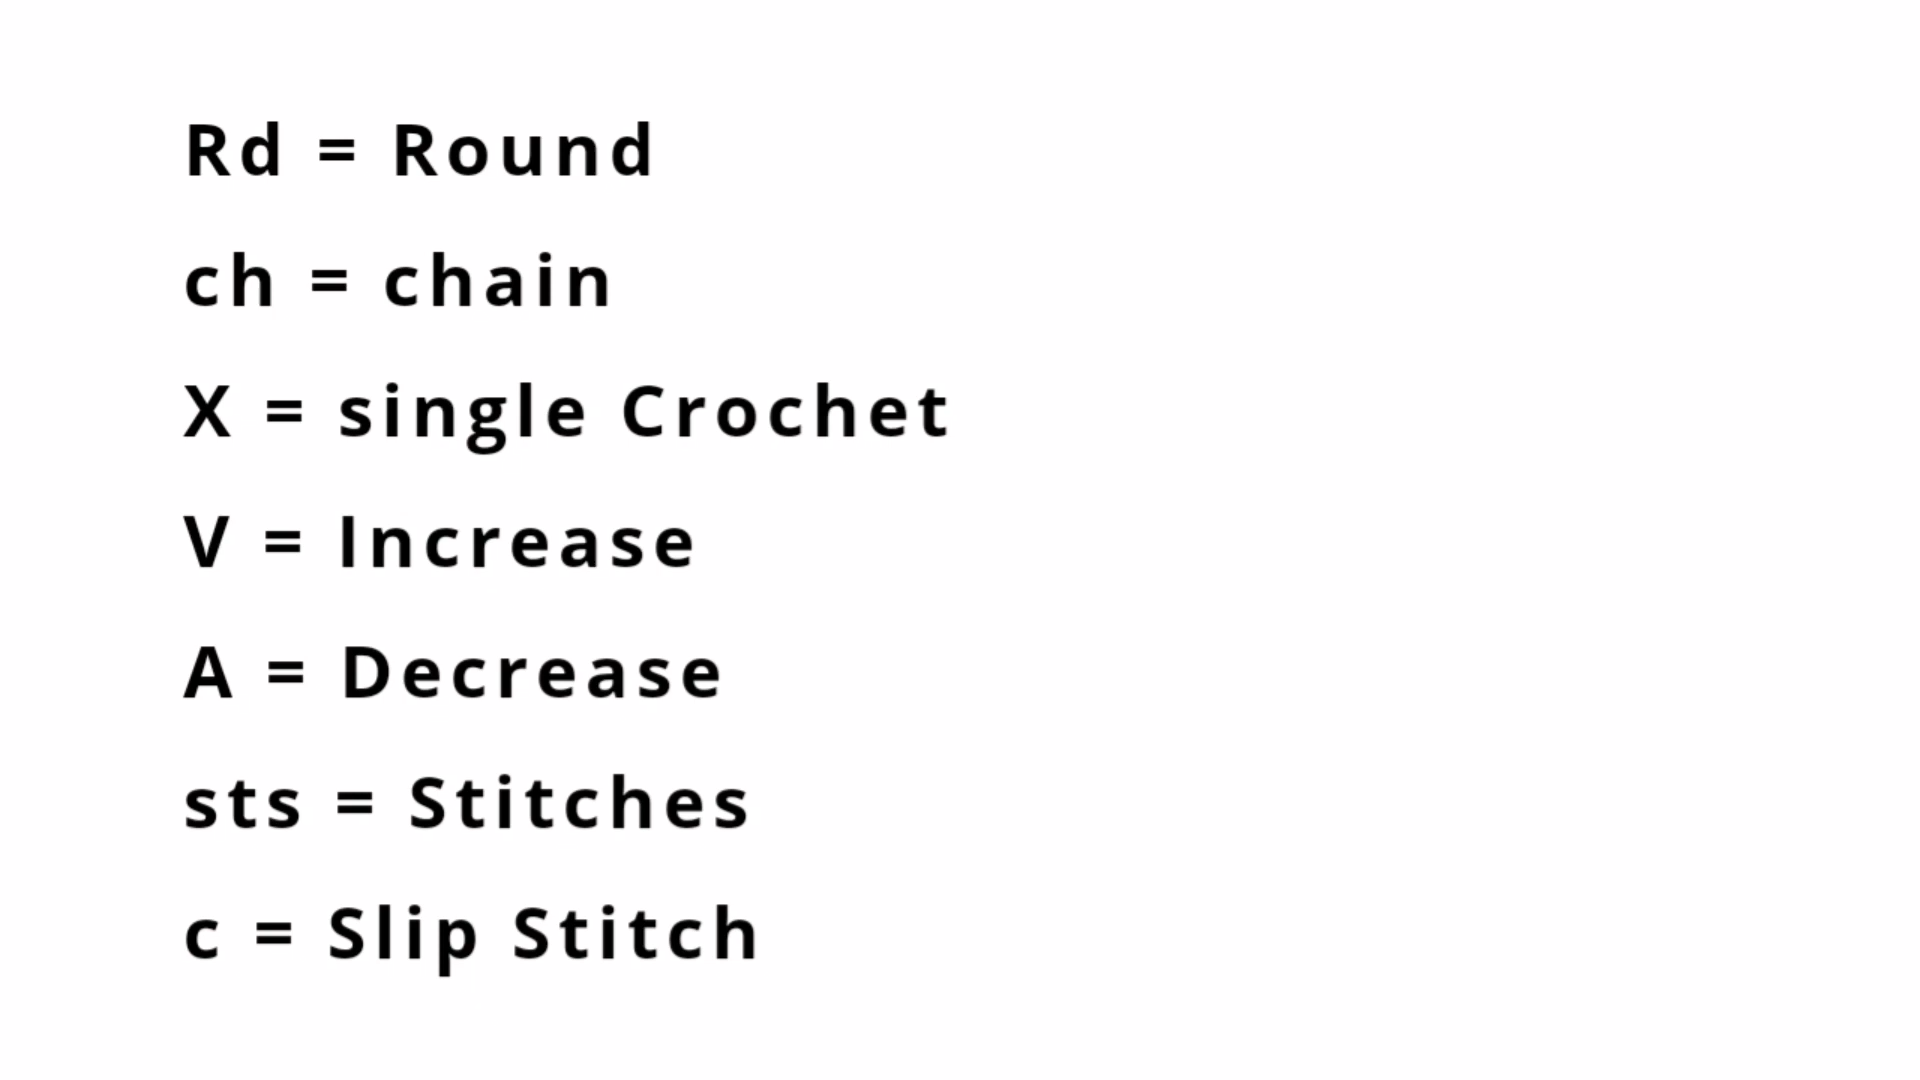 Rd = Round
ch = chain
X = single Crochet
V = Increase
A = Decrease
sts = Stitches
c = Slip Stitch